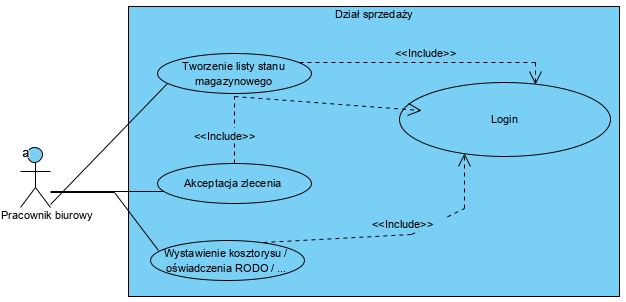 Dział sprzedaży
<<Include>>
Tworzenie listy stanu
magazynowego
Login
<<Include>>
a
Akceptacja zlecenia
Pracownik biurowy
<<Include>>
Wystawienie kosztorysu /
oświadczenia RODO / ...